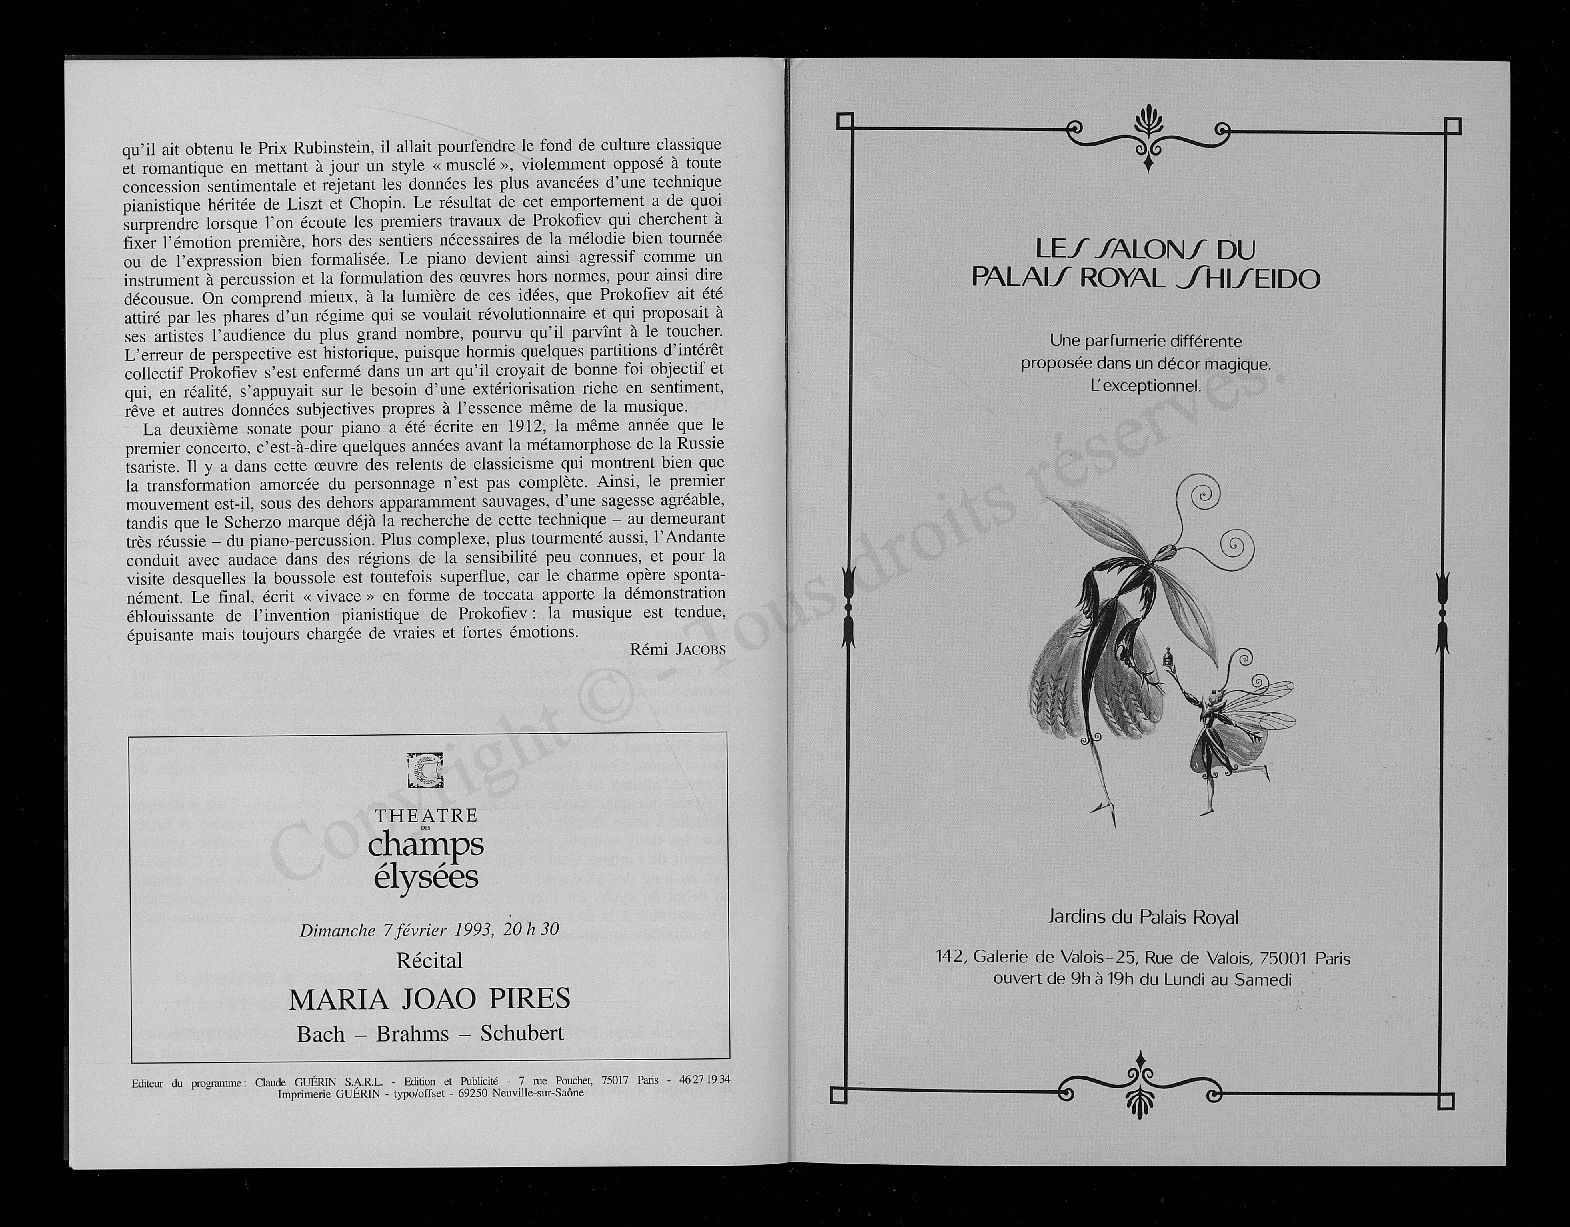 qu'il ait obtenu le Prix Rubinstein, il allait pourfendre le fond de culture classique
et romantique en mettant à jour un style « musclé », violemment opposé à toute
concession sentimentale et rejetant les données les plus avancées d'une technique
pianistique héritée de Liszt et Chopin. Le résultat de cet emportement a de quoi
surprendre lorsque l'on écoute les premiers travaux de Prokofiev qui cherchent à
fixer l'émotion première, hors des sentiers nécessaires de la mélodie bien tournée
ou de l'expression bien formalisée. Le piano devient ainsi agressif comme un
instrument à percussion et la formulation des œuvres hors normes, pour ainsi dire
décousue. On comprend mieux, à la lumière de ces idées, que Prokofiev ait été
attiré par les phares d'un régime qui se voulait révolutionnaire et qui proposait à
ses artistes l'audience du plus grand nombre, pourvu qu'il parvînt à le toucher.
L'erreur de perspective est historique, puisque hormis quelques partitions d'intérêt
collectif Prokofiev s'est enfermé dans un art qu'il croyait de bonne foi objectif et
qui, en réalité, s'appuyait sur le besoin d'une extériorisation riche en sentiment,
rêve et autres données subjectives propres à l'essence même de la musique.
La deuxième sonate pour piano a été écrite en 1912, la même année que le
premier concerto, c'est-à-dire quelques années avant la métamorphose de la Russie
tsariste. Il y a dans cette œuvre des relents de classicisme qui montrent bien que
la transformation amorcée du personnage n'est pas complète. Ainsi, le premier
mouvement est-il, sous des dehors apparamment sauvages, d'une sagesse agréable,
tandis que le Scherzo marque déjà la recherche de cette technique – au demeurant
très réussie – du piano-percussion. Plus complexe, plus tourmenté aussi, l'Andante
conduit avec audace dans des régions de la sensibilité peu connues, et pour la
visite desquelles la boussole est toutefois superflue, car le charme opère sponta-
nément. Le final, écrit « vivace » en forme de toccata apporte la démonstration
éblouissante de l'invention pianistique de Prokofiev : la musique est tendue,
épuisante mais toujours chargée de vraies et fortes émotions.
Rémi JACOBS
THEATRE
DES
champs
élysées
Dimanche 7 février 1993, 20 h 30
Récital
MARIA JOAO PIRES
Bach – Brahms – Schubert
Editeur du programme : Claude GUÉRIN S.A.R.L. - Edition et Publicité - 7 rue Poucher, 75017 Paris - 46 27 19 34
Imprimerie GUÉRIN - typo/offset - 69250 Neuville-sur-Saône
LES SALONS DU
PALAIS ROYAL SHISEIDO
Une parfumerie différente
proposée dans un décor magique.
L'exceptionnel.
Jardins du Palais Royal
142, Galerie de Valois-25, Rue de Valois, 75001 Paris
ouvert de 9h à 19h du Lundi au Samedi
Copyright © - Tous droits réservés.